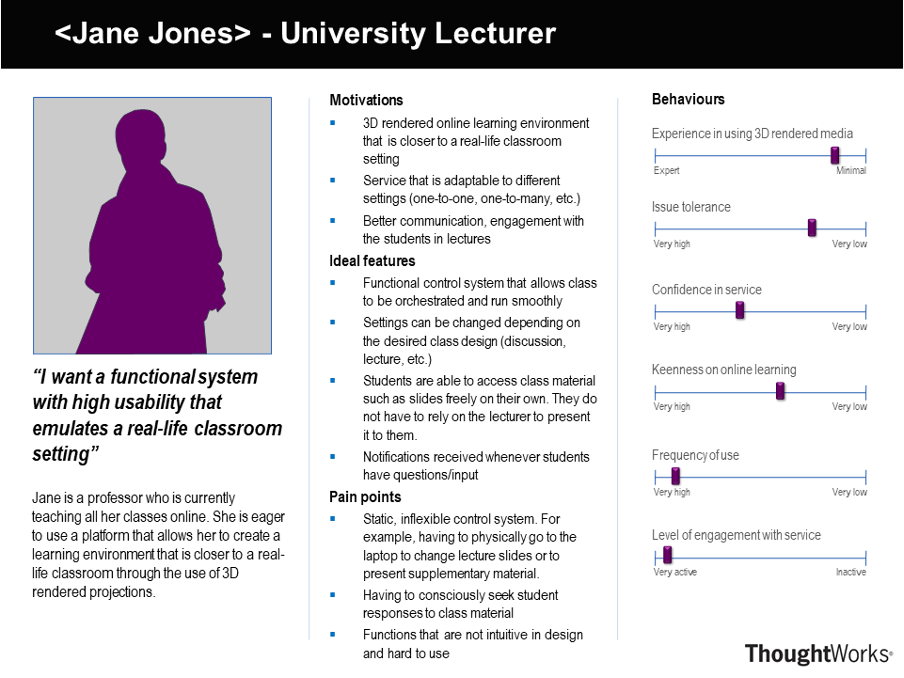 <Jane Jones> - University Lecturer
“I want a functional system
with high usability that
emulates a real-life classroom
setting”
Jane is a professor who is currently
teaching all her classes online. She is eager
to use a platform that allows her to create a
learning environment that is closer to a real-
life classroom through the use of 3D
rendered projections.
Motivations
3D rendered online learning environment
that is closer to a real-life classroom
setting
Service that is adaptable to different
settings (one-to-one, one-to-many, etc.)
Better communication, engagement with
the students in lectures
Ideal features
Functional control system that allows class
to be orchestrated and run smoothly
Settings can be changed depending on
the desired class design (discussion,
lecture, etc.)
Students are able to access class material
such as slides freely on their own. They do
not have to rely on the lecturer to present
it to them.
Notifications received whenever students
have questions/input
Pain points
Static, inflexible control system. For
example, having to physically go to the
laptop to change lecture slides or to
present supplementary material.
Having to consciously seek student
responses to class material
Functions that are not intuitive in design
and hard to use
Behaviours
Experience in using 3D rendered media
Expert Minimal
Issue tolerance
Very high Very low
Confidence in service
Very high Very low
Keenness on online learning
Very high Very low
Frequency of use
Very high Very low
Level of engagement with service
Very active Inactive
ThoughtWorks®